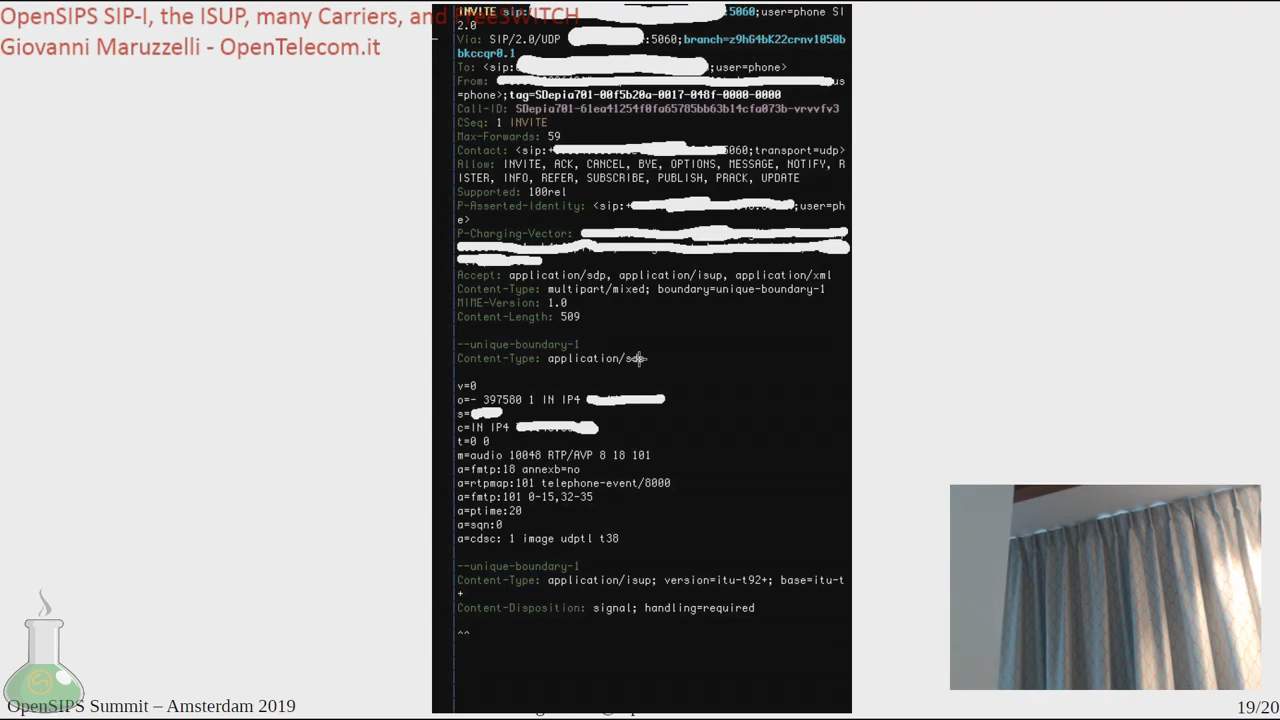 OpenSIPS SIP-I, the ISUP, many Carriers, and FreeSWITCH
Giovanni Maruzzelli - OpenTelecom.it
INVITE sip: :5060;user=phone SI
2.0
Via: SIP/2.0/UDP :5060;branch=z9hG4bK22crnv1050b
bkccqr0.1
To: <sip: ;user=phone>
From: us
=phone>;tag=SDepia701-00f5b20a-0017-048f-0000-0000
Call-ID: SDepia701-61ea41254f0fa65785bb63b14cfa073b-vrvvfv3
CSeq: 1 INVITE
Max-Forwards: 59
Contact: <sip:+ 5060;transport=udp>
Allow: INVITE, ACK, CANCEL, BYE, OPTIONS, MESSAGE, NOTIFY, R
ISTER, INFO, REFER, SUBSCRIBE, PUBLISH, PRACK, UPDATE
Supported: 100rel
P-Asserted-Identity: <sip:+ ;user=ph
e>
P-Charging-Vector:
Accept: application/sdp, application/isup, application/xml
Content-Type: multipart/mixed; boundary=unique-boundary-1
MIME-Version: 1.0
Content-Length: 509
--unique-boundary-1
Content-Type: application/sdp
v=0
o=- 397580 1 IN IP4
s=
c=IN IP4
t=0 0
m=audio 10048 RTP/AVP 8 18 101
a=fmtp:18 annexb=no
a=rtpmap:101 telephone-event/8000
a=fmtp:101 0-15,32-35
a=ptime:20
a=sqn:0
a=cdsc: 1 image udptl t38
--unique-boundary-1
Content-Type: application/isup; version=itu-t92+; base=itu-t
+
Content-Disposition: signal; handling=required
^^
OpenSIPS Summit – Amsterdam 2019
19/20